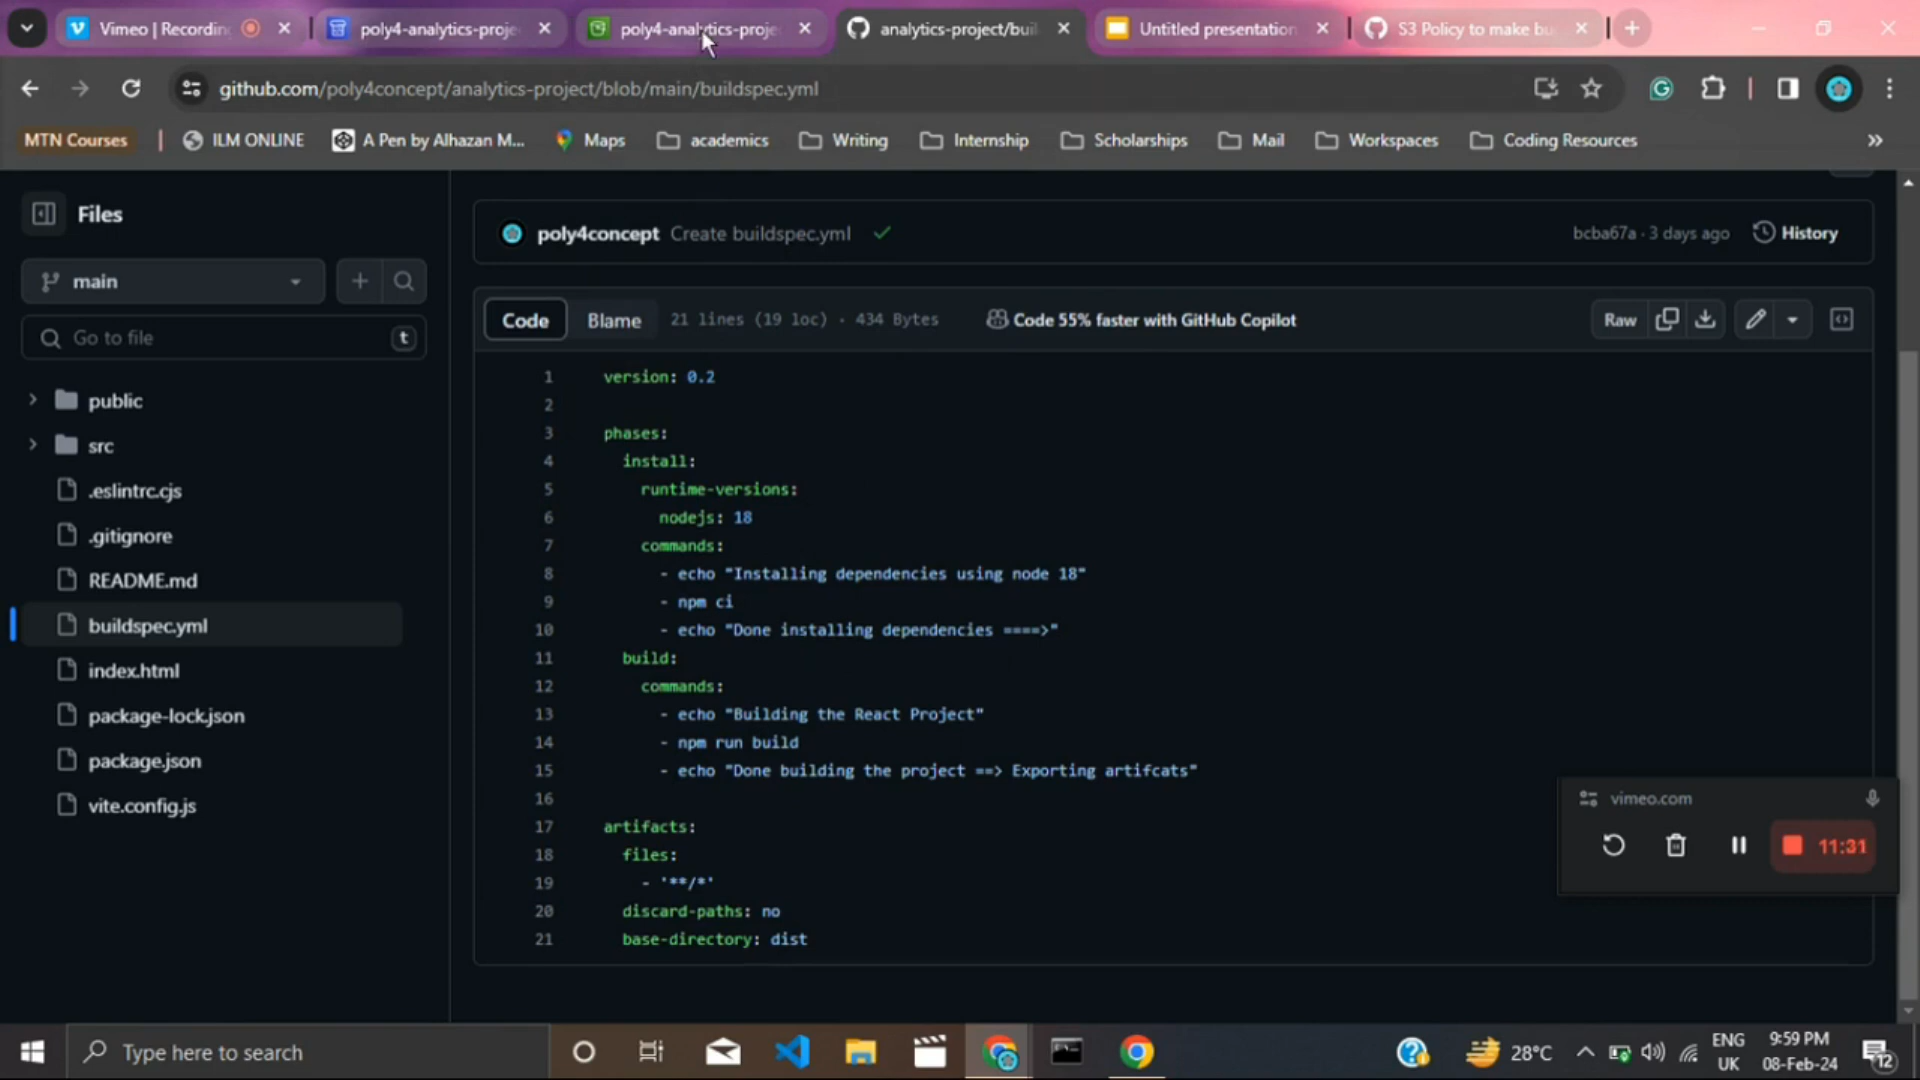 Vimeo | Recording
poly4-analytics-proje
poly4-analytics-proje
analytics-project/buil
Untitled presentation
S3 Policy to make bu
github.com/poly4concept/analytics-project/blob/main/buildspec.yml
MTN Courses
ILM ONLINE
A Pen by Alhazan M...
Maps
academics
Writing
Internship
Scholarships
Mail
Workspaces
Coding Resources
»
Files
main
Go to file
t
public
src
.eslintrc.cjs
.gitignore
README.md
buildspec.yml
index.html
package-lock.json
package.json
vite.config.js
poly4concept Create buildspec.yml
bcba67a · 3 days ago
History
Code
Blame
21 lines (19 loc) · 434 Bytes
Code 55% faster with GitHub Copilot
Raw
1 version: 0.2
2
3 phases:
4 install:
5 runtime-versions:
6 nodejs: 18
7 commands:
8 - echo "Installing dependencies using node 18"
9 - npm ci
10 - echo "Done installing dependencies ====>"
11 build:
12 commands:
13 - echo "Building the React Project"
14 - npm run build
15 - echo "Done building the project ==> Exporting artifcats"
16
17 artifacts:
18 files:
19 - '**/*'
20 discard-paths: no
21 base-directory: dist
vimeo.com
11:31
Type here to search
28°C
ENG
UK
9:59 PM
08-Feb-24
12